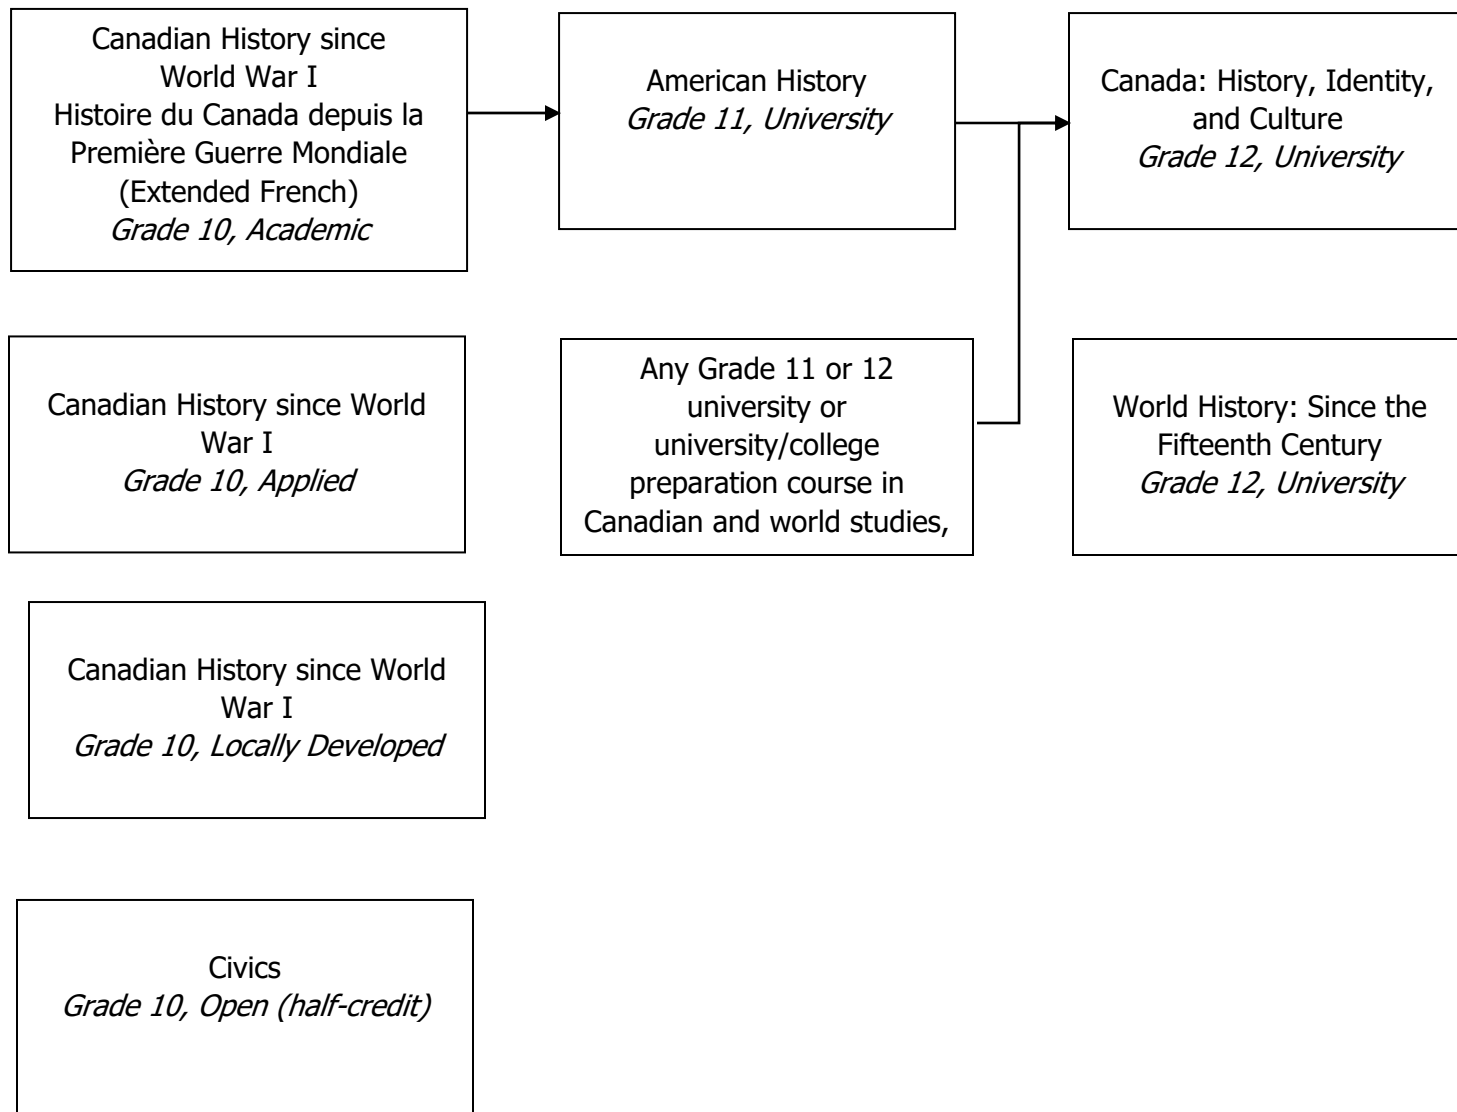 Canadian History since
World War I
Histoire du Canada depuis la
Première Guerre Mondiale
(Extended French)
Grade 10, Academic
American History
Grade 11, University
Canada: History, Identity,
and Culture
Grade 12, University
Canadian History since World
War I
Grade 10, Applied
Any Grade 11 or 12
university or
university/college
preparation course in
Canadian and world studies,
World History: Since the
Fifteenth Century
Grade 12, University
Canadian History since World
War I
Grade 10, Locally Developed
Civics
Grade 10, Open (half-credit)